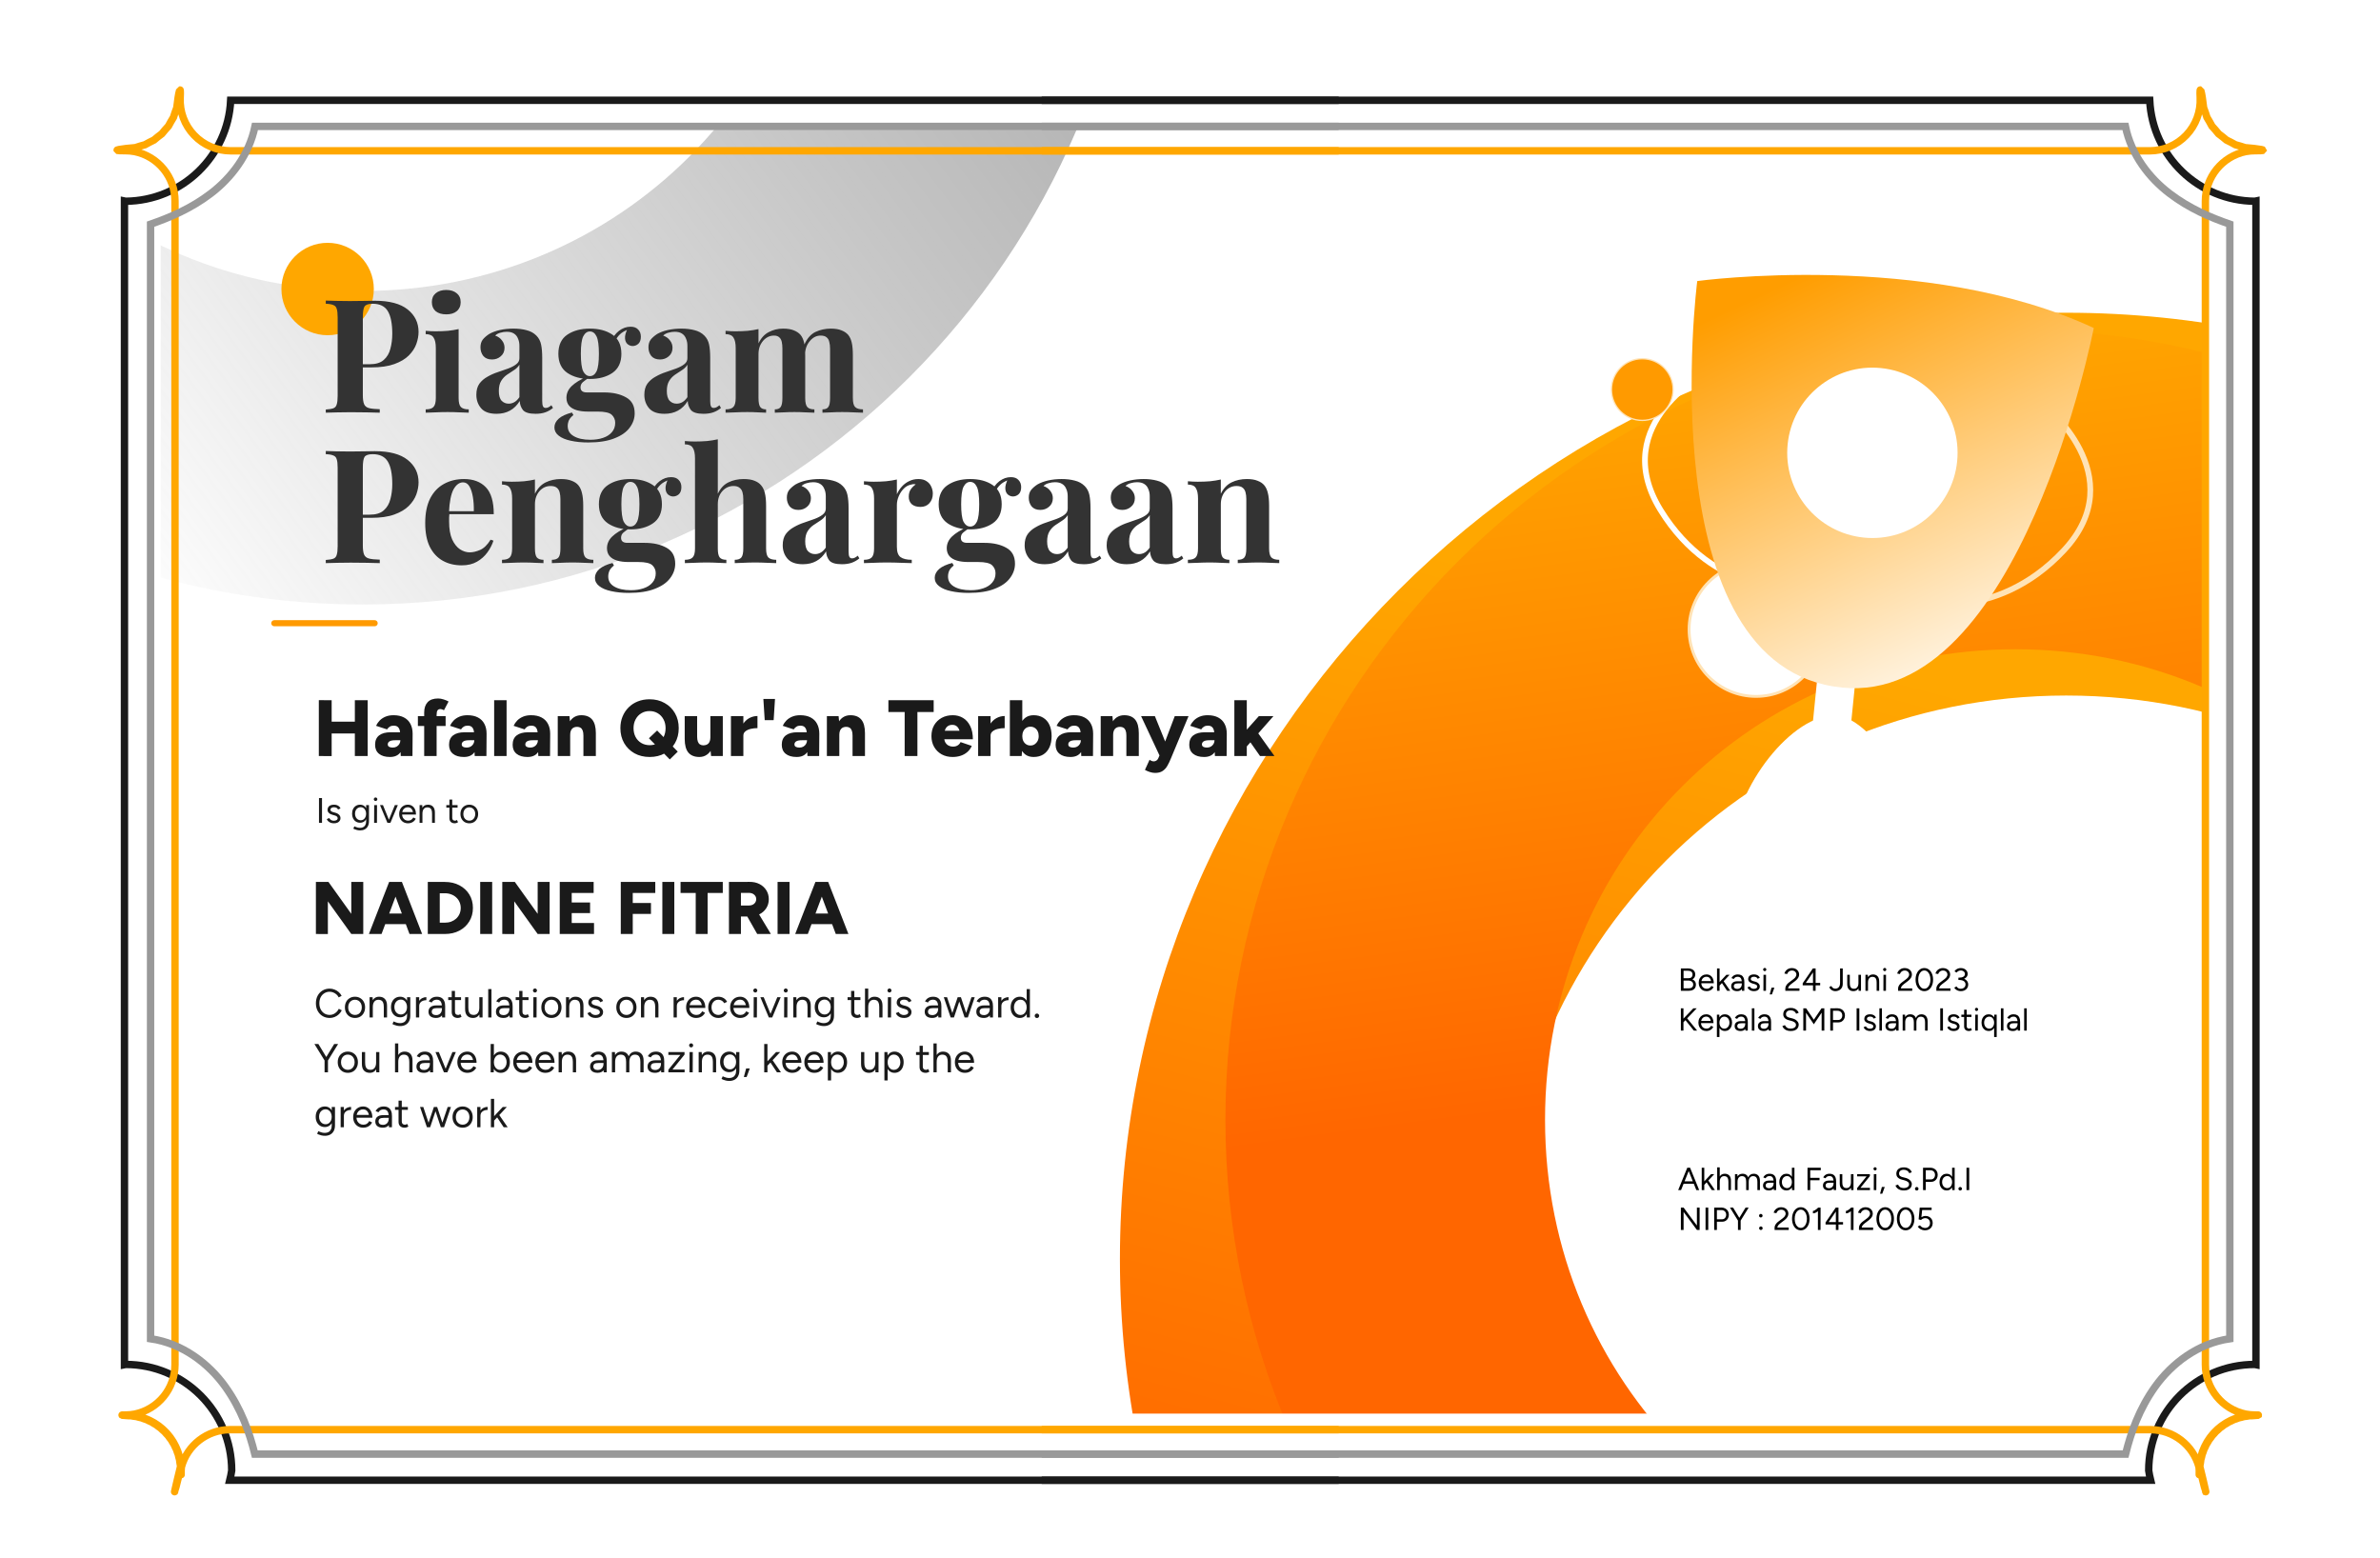 Piagam
Penghargaan
Hafalan Qur'an Terbanyak
Is given to
NADINE FITRIA
Congratulations on receiving this award.
You have been amazing, keep up the
great work
Bekasi, 24 Juni 2023
Kepala SMP Islam Istiqlal
Akhmad Fauzi, S.Pd.I
NIPY : 201412005